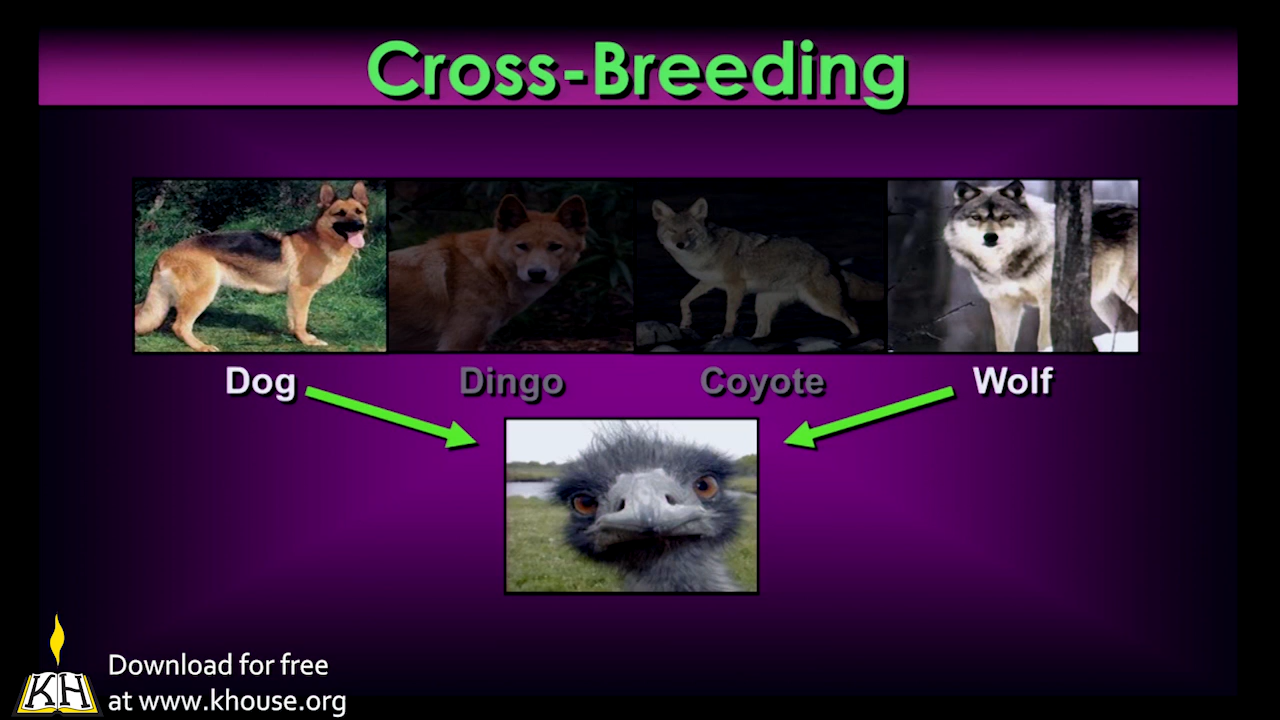 Cross-Breeding
Dog Dingo Coyote Wolf
KH
Download for free
at www.khouse.org